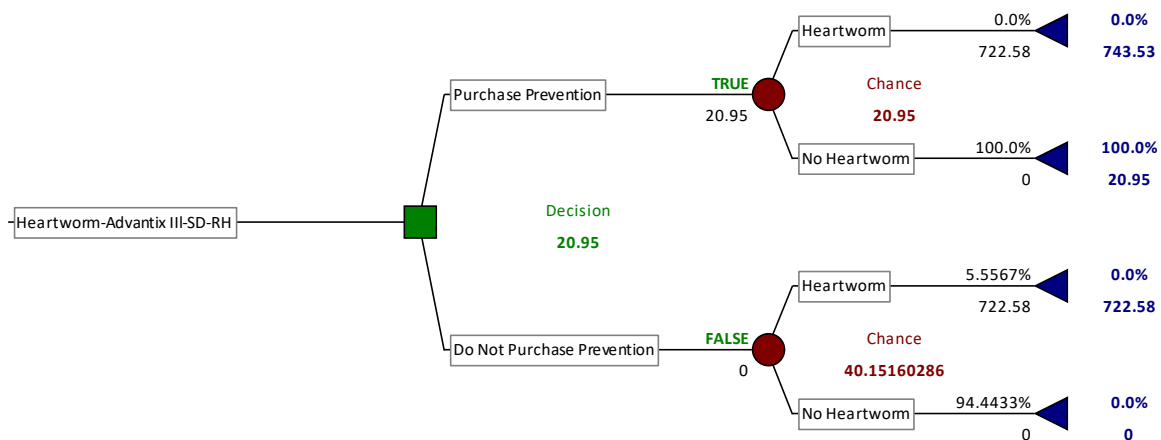 Heartworm
0.0%
0.0%
722.58
743.53
TRUE
Chance
Purchase Prevention
20.95
20.95
No Heartworm
100.0%
100.0%
0
20.95
Decision
Heartworm-Advantix IIl-SD-RH
20.95
Heartworm
5.5567%
0.0%
722.58
722.58
FALSE
Chance
Do Not Purchase Prevention
0
40.15160286
No Heartworm
94.4433%
0.0%
0
0